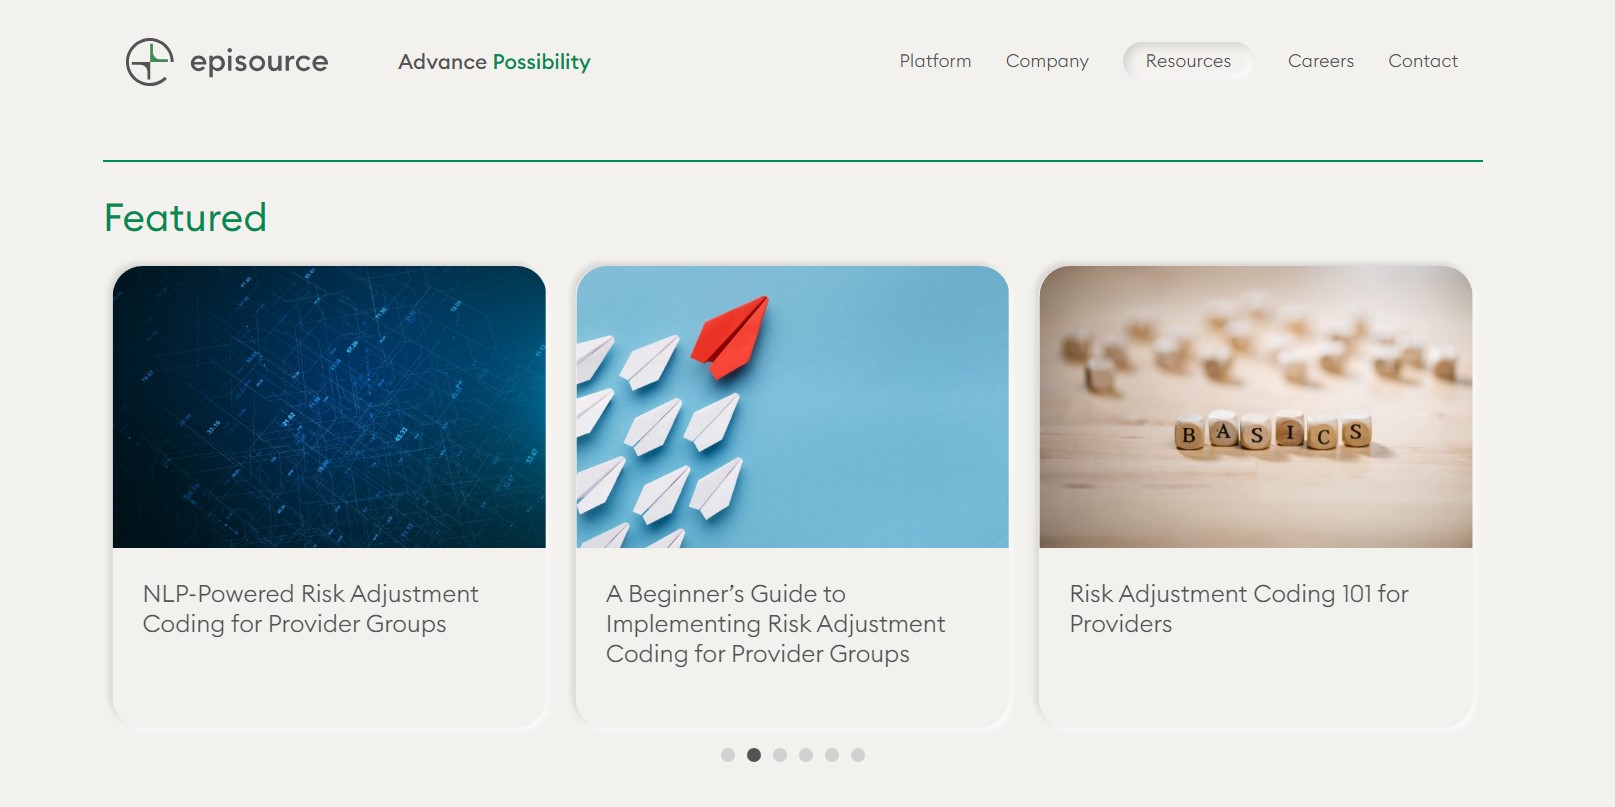 episource
Advance Possibility
Platform
Company
Resources
Careers
Contact
Featured
BASICS
NLP-Powered Risk Adjustment
Coding for Provider Groups
A Beginner’s Guide to
Implementing Risk Adjustment
Coding for Provider Groups
Risk Adjustment Coding 101 for
Providers